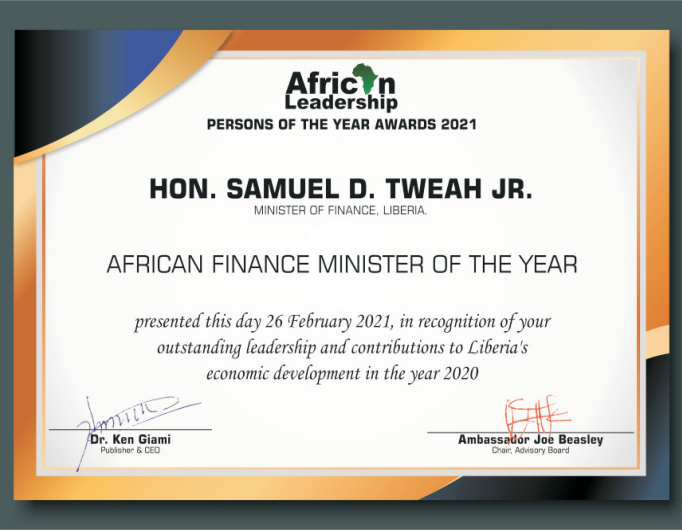 African
Leadership
PERSONS OF THE YEAR AWARDS 2021
HON. SAMUEL D. TWEAH JR.
MINISTER OF FINANCE, LIBERIA.
AFRICAN FINANCE MINISTER OF THE YEAR
presented this day 26 February 2021, in recognition of your
outstanding leadership and contributions to Liberia's
economic development in the year 2020
Dr. Ken Giami
Publisher & CEO
Ambassador Joe Beasley
Chair, Advisory Board